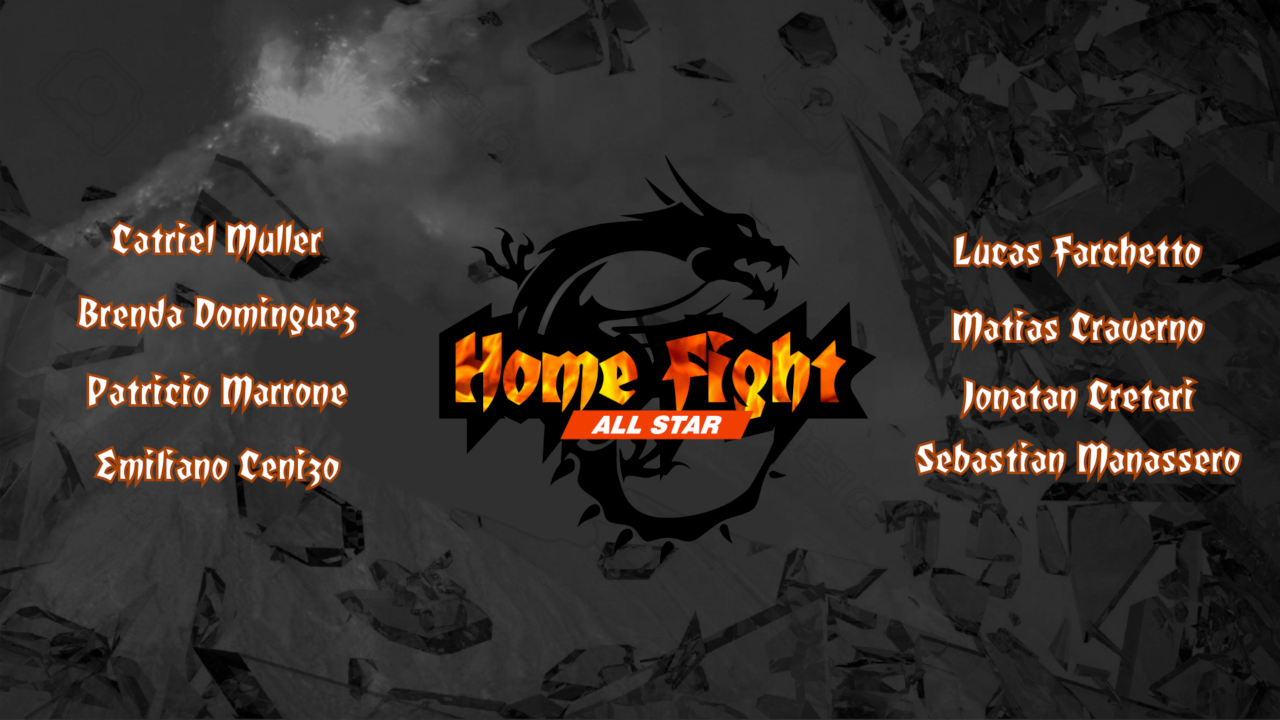 Catriel Muller
Brenda Dominguez
Patricio Marrone
Emiliano Cenizo
Home Fight
ALL STAR
Lucas Farchetto
Matias Craverno
Jonatan Cretari
Sebastian Manassero